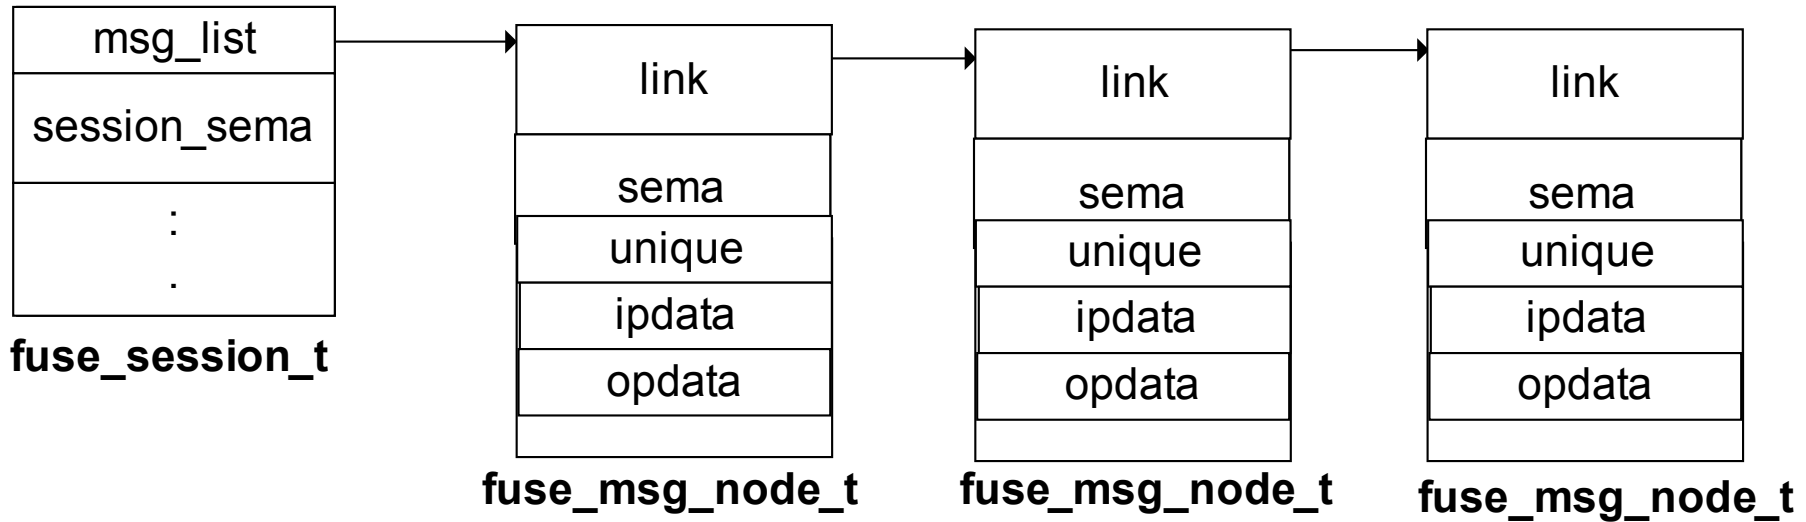 msg_list
session_sema
:
.
fuse_session_t
link
sema
unique
ipdata
opdata
fuse_msg_node_t
link
sema
unique
ipdata
opdata
fuse_msg_node_t
link
sema
unique
ipdata
opdata
fuse_msg_node_t